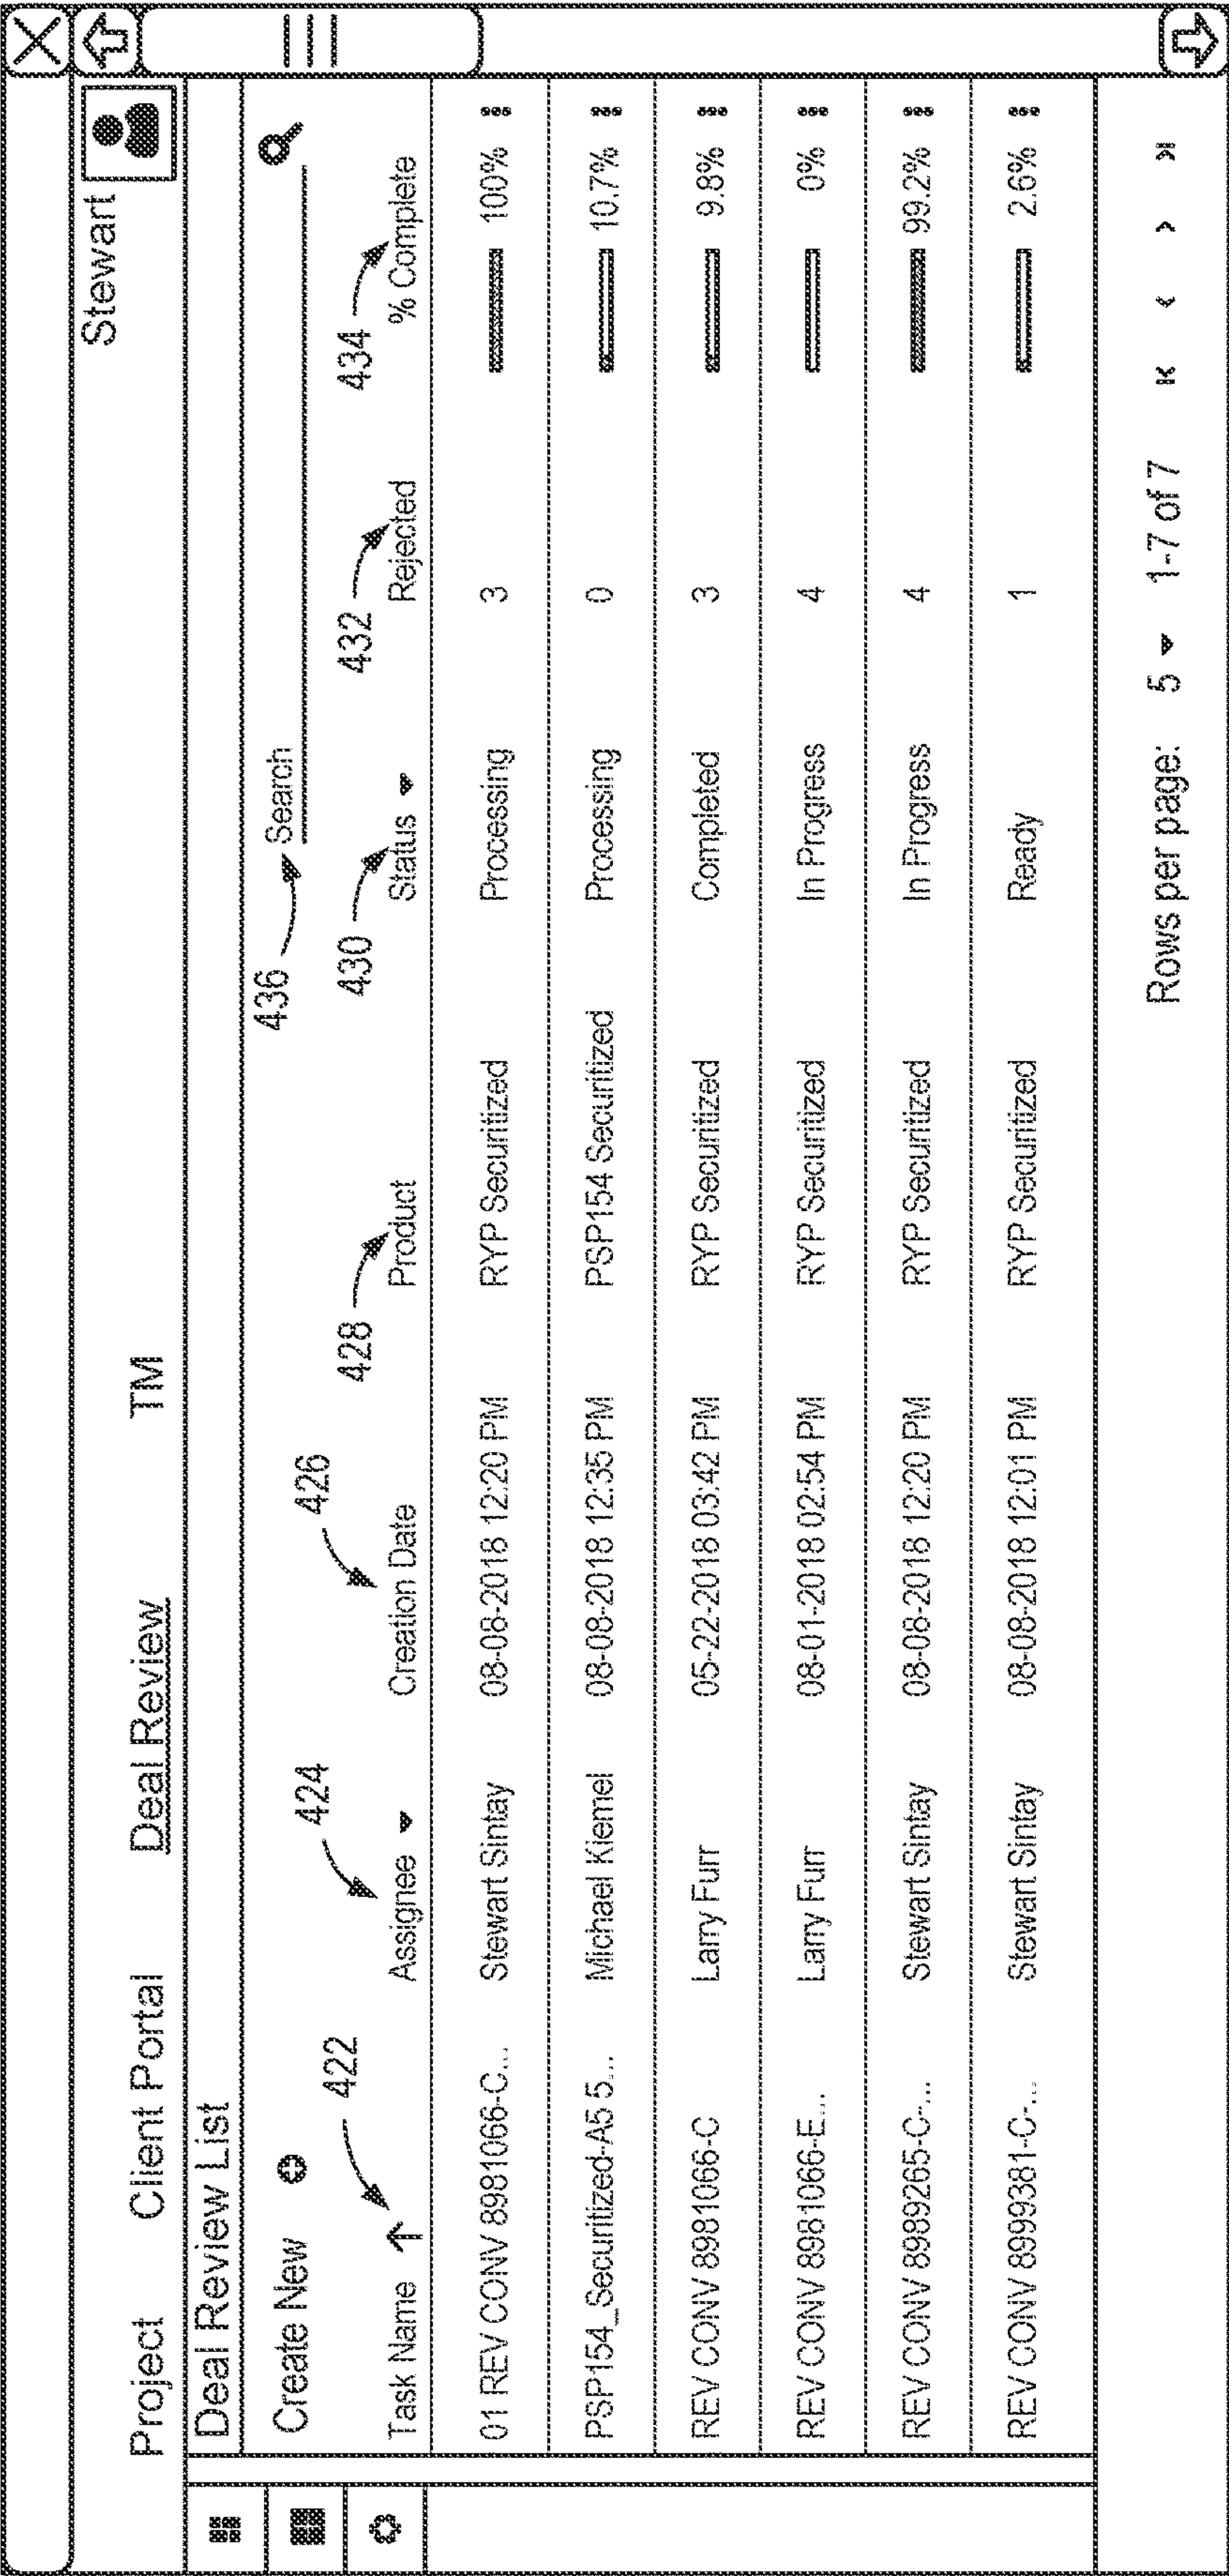 Stewart
Project Client Portal Deal Review TM
Deal Review List
436
Create New Search
422 424 426 428 430 432 434
Task Name Assignee Creation Date Product Status Rejected % Complete
01 REV CONV 8981066-C... Stewart Sintay 08-08-2018 12:20 PM RYP Securitized Processing 3 100%
PSP154_Securitized-A5 5... Michael Kiemel 08-08-2018 12:35 PM PSP154 Securitized Processing 0 10.7%
REV CONV 8981066-C Larry Furr 05-22-2018 03:42 PM RYP Securitized Completed 3 9.8%
REV CONV 8981066-E... Larry Furr 08-01-2018 02:54 PM RYP Securitized In Progress 4 0%
REV CONV 8989265-C-... Stewart Sintay 08-08-2018 12:20 PM RYP Securitized In Progress 4 99.2%
REV CONV 8999381-C-... Stewart Sintay 08-08-2018 12:01 PM RYP Securitized Ready 1 2.6%
Rows per page: 5 1-7 of 7